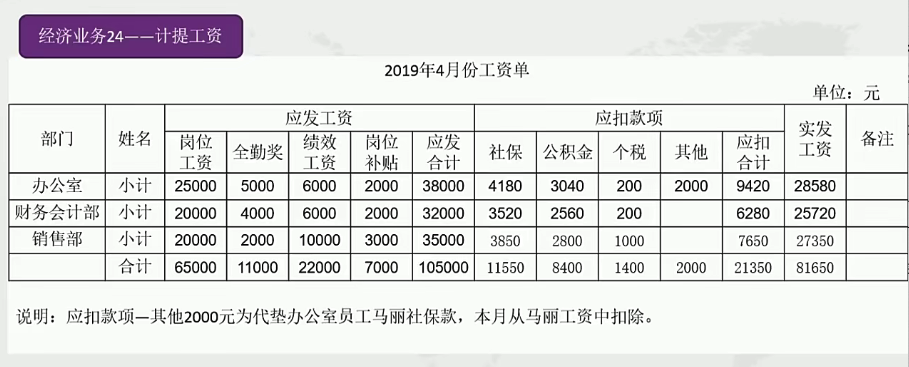 经济业务24——计提工资
2019年4月份工资单
单位：元
部门 姓名 应发工资 应扣款项 实发工资 备注
岗位工资 全勤奖 绩效工资 岗位补贴 应发合计 社保 公积金 个税 其他 应扣合计
办公室 小计 25000 5000 6000 2000 38000 4180 3040 200 2000 9420 28580
财务会计部 小计 20000 4000 6000 2000 32000 3520 2560 200 6280 25720
销售部 小计 20000 2000 10000 3000 35000 3850 2800 1000 7650 27350
合计 65000 11000 22000 7000 105000 11550 8400 1400 2000 21350 81650
说明：应扣款项—其他2000元为代垫办公室员工马丽社保款，本月从马丽工资中扣除。